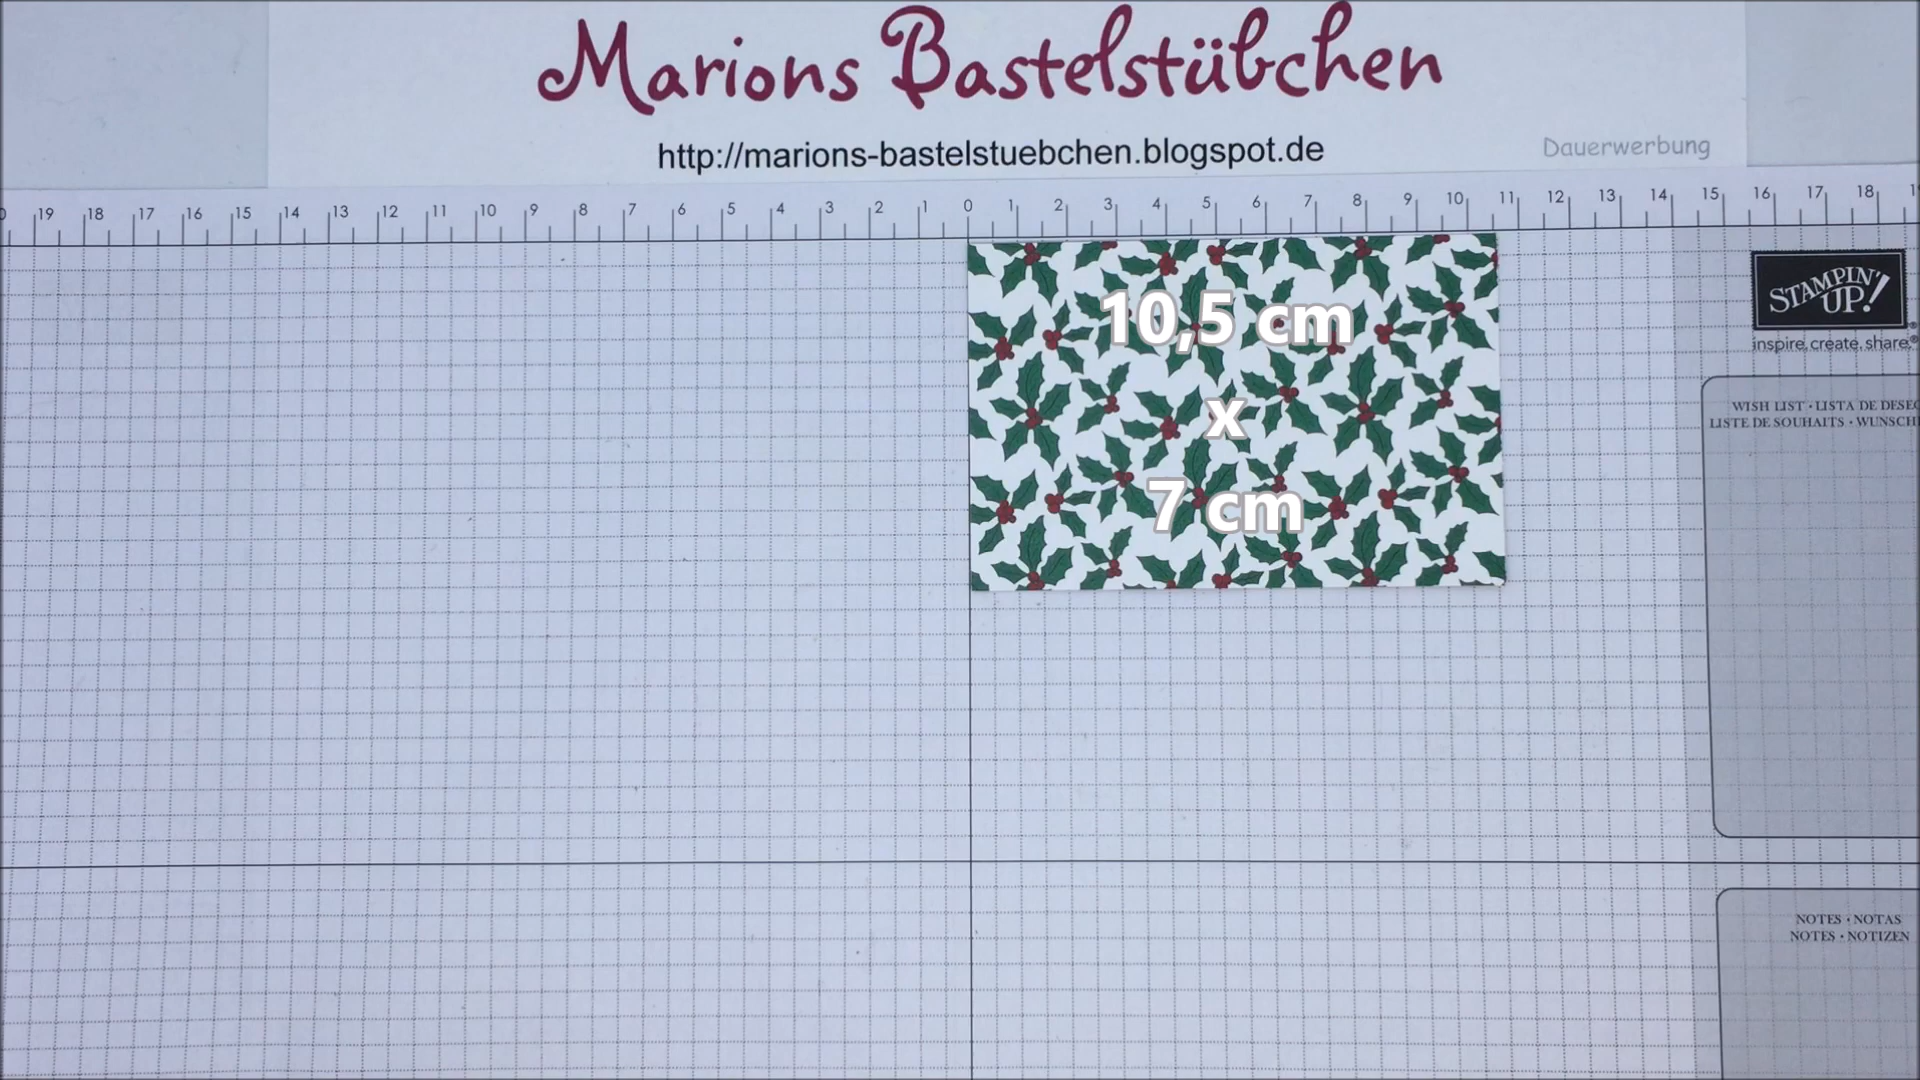 Marions Bastelstübchen
http://marions-bastelstuebchen.blogspot.de
Dauerwerbung
19 18 17 16 15 14 13 12 11 10 9 8 7 6 5 4 3 2 1 0 1 2 3 4 5 6 7 8 9 10 11 12 13 14 15 16 17 18
STAMPIN' UP!®
inspire. create. share.®
10,5 cm
x
7 cm
WISH LIST • LISTA DE
LISTE DE SOUHAITS •
NOTES • NOTAS
NOTES • NOTIZEN